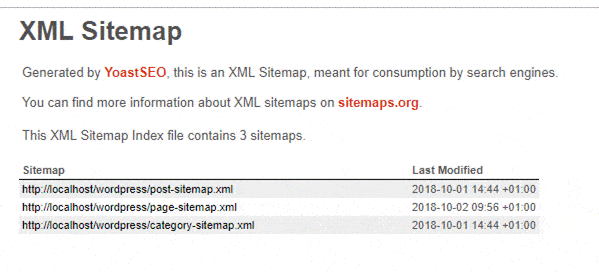 XML Sitemap
Generated by YoastSEO, this is an XML Sitemap, meant for consumption by search engines.
You can find more information about XML sitemaps on sitemaps.org.
This XML Sitemap Index file contains 3 sitemaps.
Sitemap Last Modified
http://localhost/wordpress/post-sitemap.xml 2018-10-01 14:44 +01:00
http://localhost/wordpress/page-sitemap.xml 2018-10-02 09:56 +01:00
http://localhost/wordpress/category-sitemap.xml 2018-10-01 14:44 +01:00